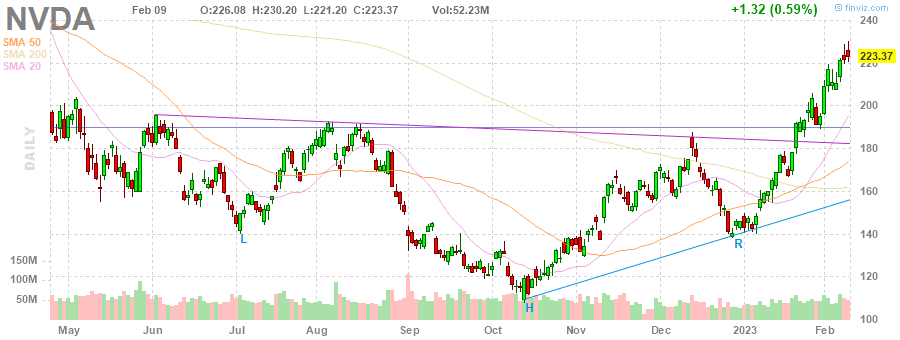 NVDA
Feb 09 O:226.08 H:230.20 L:221.20 C:223.37 Vol:52.23M +1.32 (0.59%)
© finviz.com
SMA 50
SMA 200
SMA 20
DAILY
240
220
223.37
200
180
160
140
120
100
150M
100M
50M
L
H
R
May Jun Jul Aug Sep Oct Nov Dec 2023 Feb